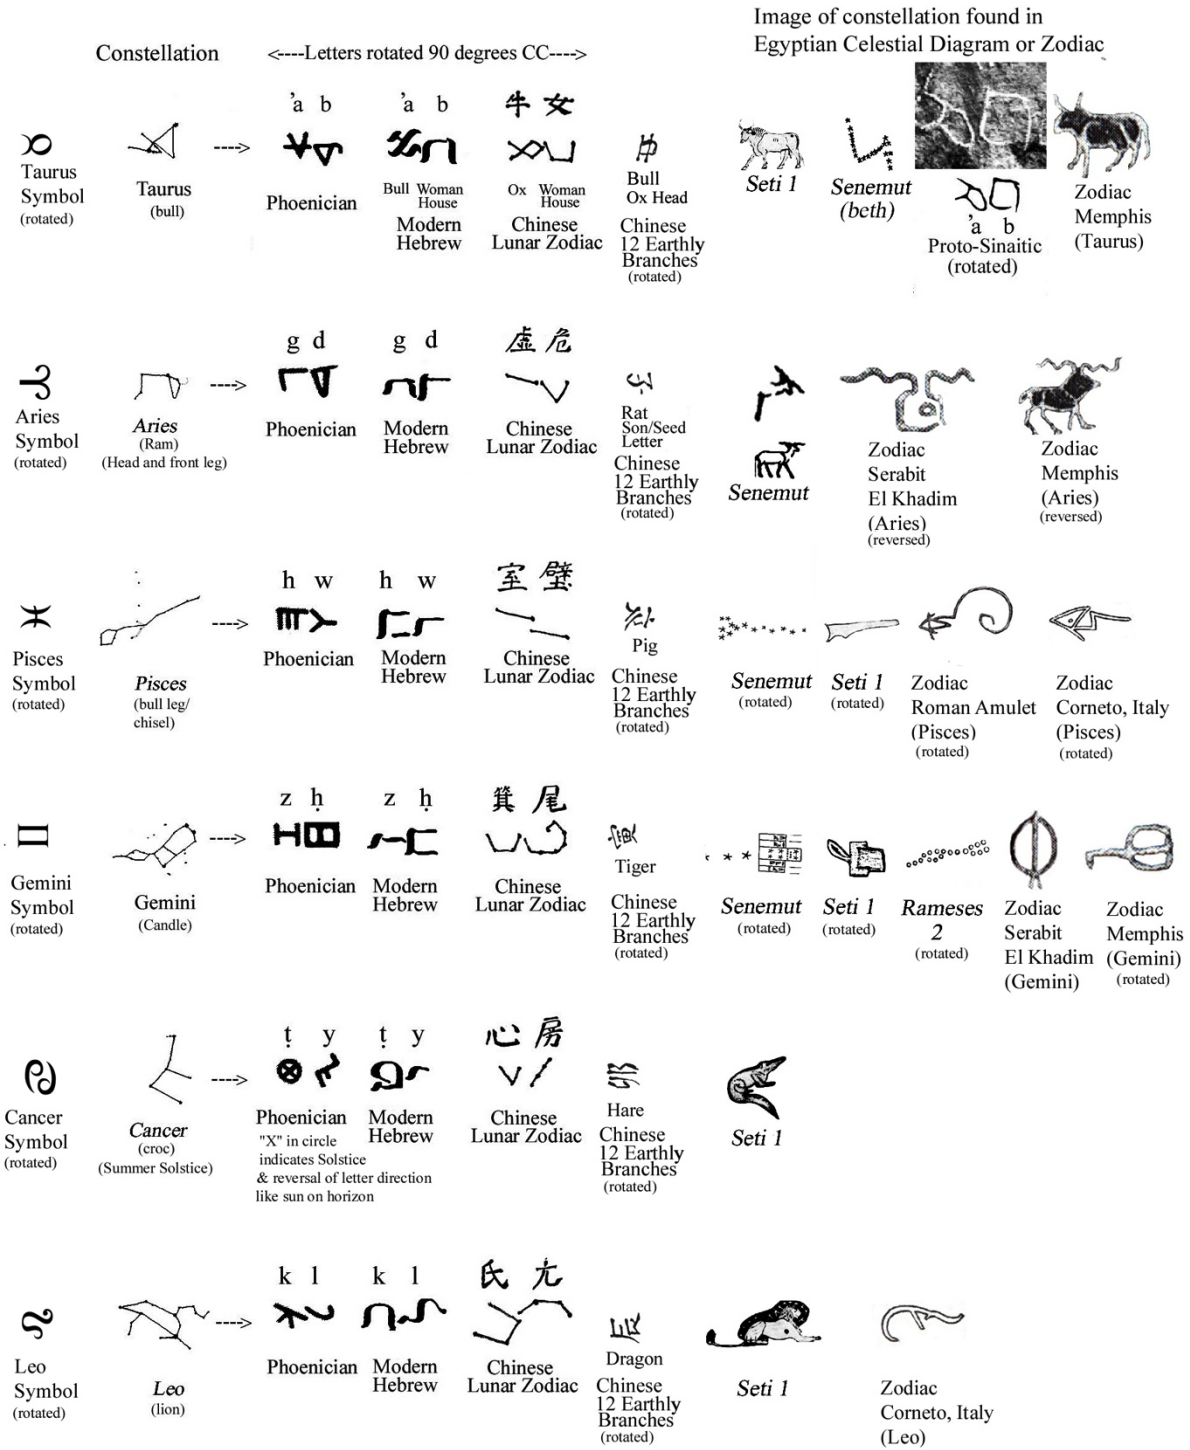 Image of constellation found in
Egyptian Celestial Diagram or Zodiac
Constellation
<----Letters rotated 90 degrees CC---->
'a b
'a b
牛 女
Taurus
Symbol
(rotated)
Taurus
(bull)
---->
Phoenician
Bull Woman
House
Modern
Hebrew
Ox Woman
House
Chinese
Lunar Zodiac
Bull
Ox Head
Chinese
12 Earthly
Branches
(rotated)
Seti 1
Senemut
(beth)
'a b
Proto-Sinaitic
(rotated)
Zodiac
Memphis
(Taurus)
g d
g d
虚 危
Aries
Symbol
(rotated)
Aries
(Ram)
(Head and front leg)
---->
Phoenician
Modern
Hebrew
Chinese
Lunar Zodiac
Rat
Son/Seed
Letter
Chinese
12 Earthly
Branches
(rotated)
Senemut
Zodiac
Serabit
El Khadim
(Aries)
(reversed)
Zodiac
Memphis
(Aries)
(reversed)
h w
h w
室 璧
Pisces
Symbol
(rotated)
Pisces
(bull leg/
chisel)
---->
Phoenician
Modern
Hebrew
Chinese
Lunar Zodiac
Pig
Chinese
12 Earthly
Branches
(rotated)
Senemut
(rotated)
Seti 1
(rotated)
Zodiac
Roman Amulet
(Pisces)
(rotated)
Zodiac
Corneto, Italy
(Pisces)
(rotated)
z ḥ
z ḥ
箕 尾
Gemini
Symbol
(rotated)
Gemini
(Candle)
---->
Phoenician
Modern
Hebrew
Chinese
Lunar Zodiac
Tiger
Chinese
12 Earthly
Branches
(rotated)
Senemut
(rotated)
Seti 1
(rotated)
Rameses
2
(rotated)
Zodiac
Serabit
El Khadim
(Gemini)
Zodiac
Memphis
(Gemini)
(rotated)
ṭ y
ṭ y
心 房
Cancer
Symbol
(rotated)
Cancer
(croc)
(Summer Solstice)
---->
Phoenician
"X" in circle
indicates Solstice
& reversal of letter direction
like sun on horizon
Modern
Hebrew
Chinese
Lunar Zodiac
Hare
Chinese
12 Earthly
Branches
(rotated)
Seti 1
k l
k l
氐 亢
Leo
Symbol
(rotated)
Leo
(lion)
---->
Phoenician
Modern
Hebrew
Chinese
Lunar Zodiac
Dragon
Chinese
12 Earthly
Branches
(rotated)
Seti 1
Zodiac
Corneto, Italy
(Leo)